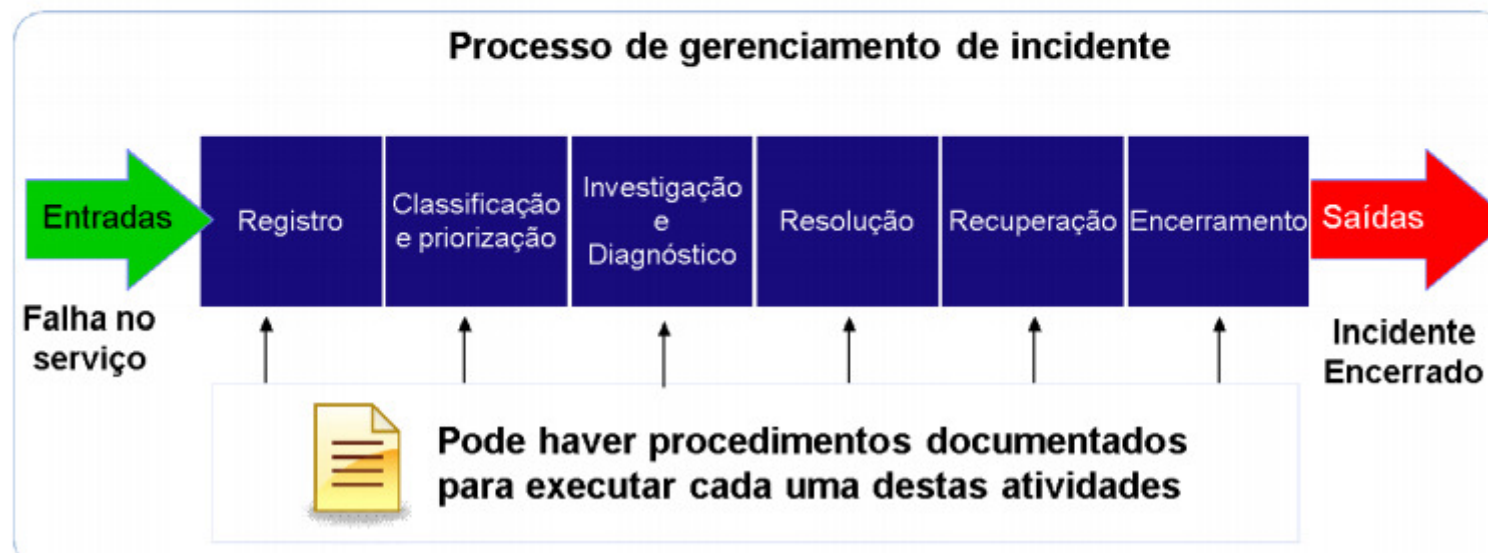 Processo de gerenciamento de incidente
Entradas
Registro
Classificação
e priorização
Investigação
e
Diagnóstico
Resolução
Recuperação
Encerramento
Saídas
Falha no
serviço
Incidente
Encerrado
Pode haver procedimentos documentados
para executar cada uma destas atividades